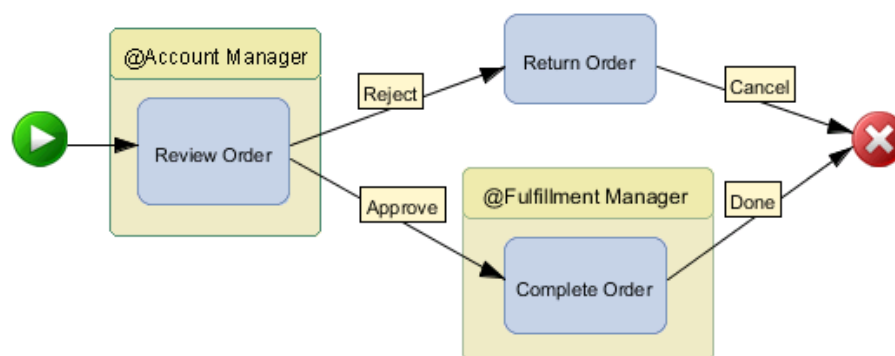 @Account Manager
Review Order
Reject
Return Order
Cancel
Approve
@Fulfillment Manager
Complete Order
Done